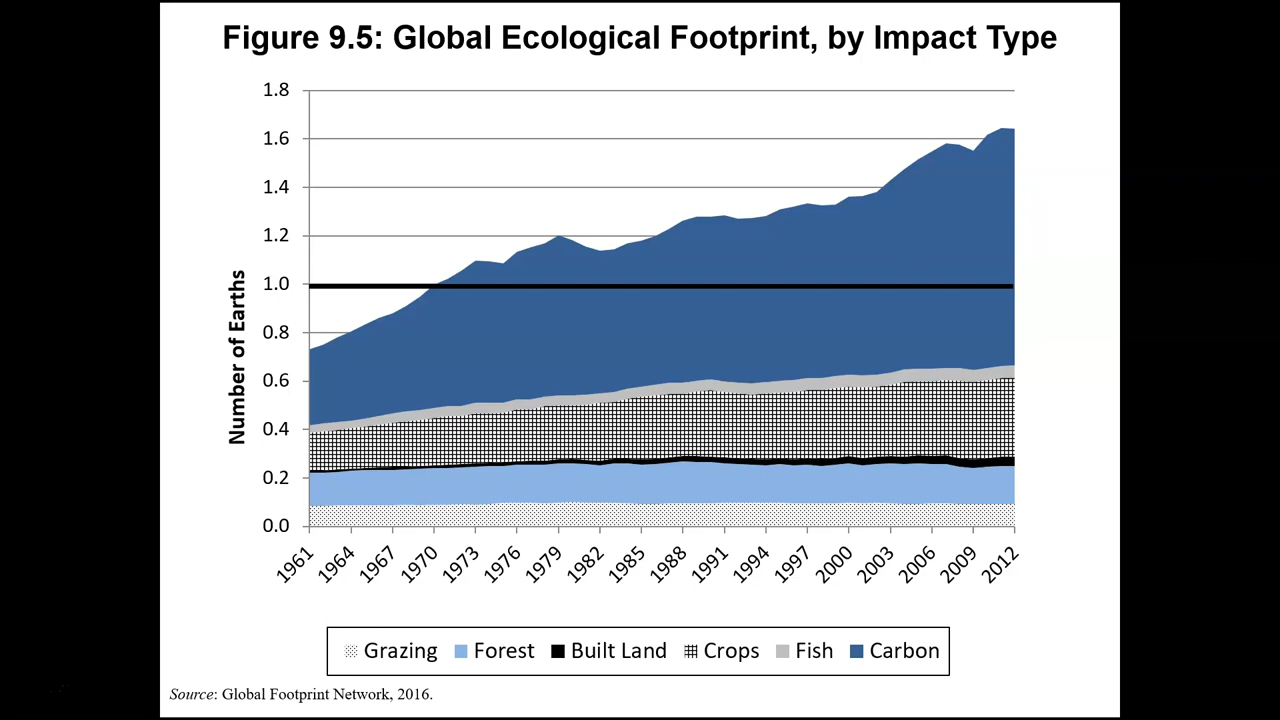 Figure 9.5: Global Ecological Footprint, by Impact Type
Number of Earths
1.8
1.6
1.4
1.2
1.0
0.8
0.6
0.4
0.2
0.0
1961 1964 1967 1970 1973 1976 1979 1982 1985 1988 1991 1994 1997 2000 2003 2006 2009 2012
Grazing Forest Built Land Crops Fish Carbon
Source: Global Footprint Network, 2016.